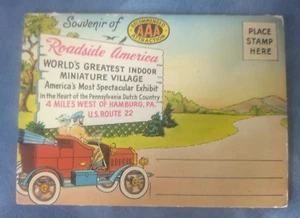 Souvenir of
RECOMMENDED
AAA
PLACE
STAMP
HERE
Roadside America
WORLD'S GREATEST INDOOR
MINIATURE VILLAGE
America's Most Spectacular Exhibit
in the Heart of the Pennsylvania Dutch Country
4 MILES WEST OF HAMBURG, PA.
U.S. ROUTE 22